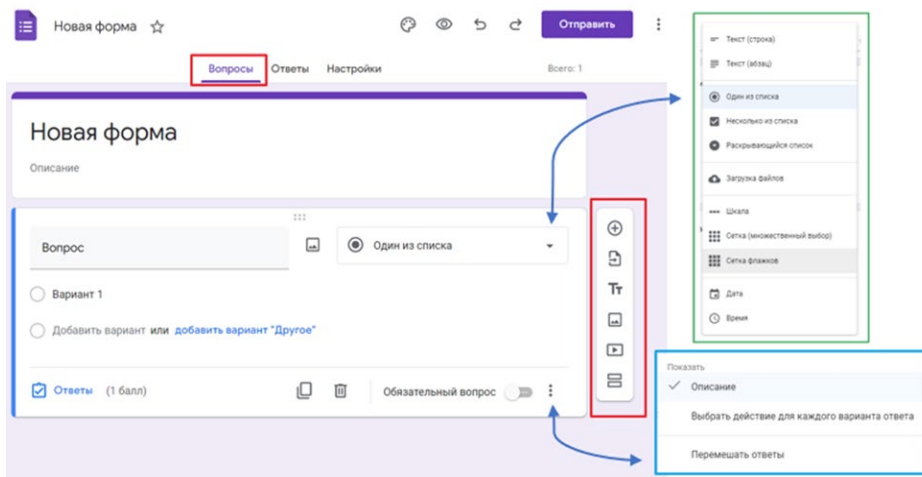 Новая форма
Отправить
Вопросы Ответы Настройки
Всего: 1
Новая форма
Описание
Вопрос
Один из списка
Вариант 1
Добавить вариант или добавить вариант "Другое"
Ответы (1 балл)
Обязательный вопрос
Tт
Текст (строка)
Текст (абзац)
Один из списка
Несколько из списка
Раскрывающийся список
Загрузка файлов
Шкала
Сетка (множественный выбор)
Сетка флажков
Дата
Время
Показать
Описание
Выбрать действие для каждого варианта ответа
Перемешать ответы